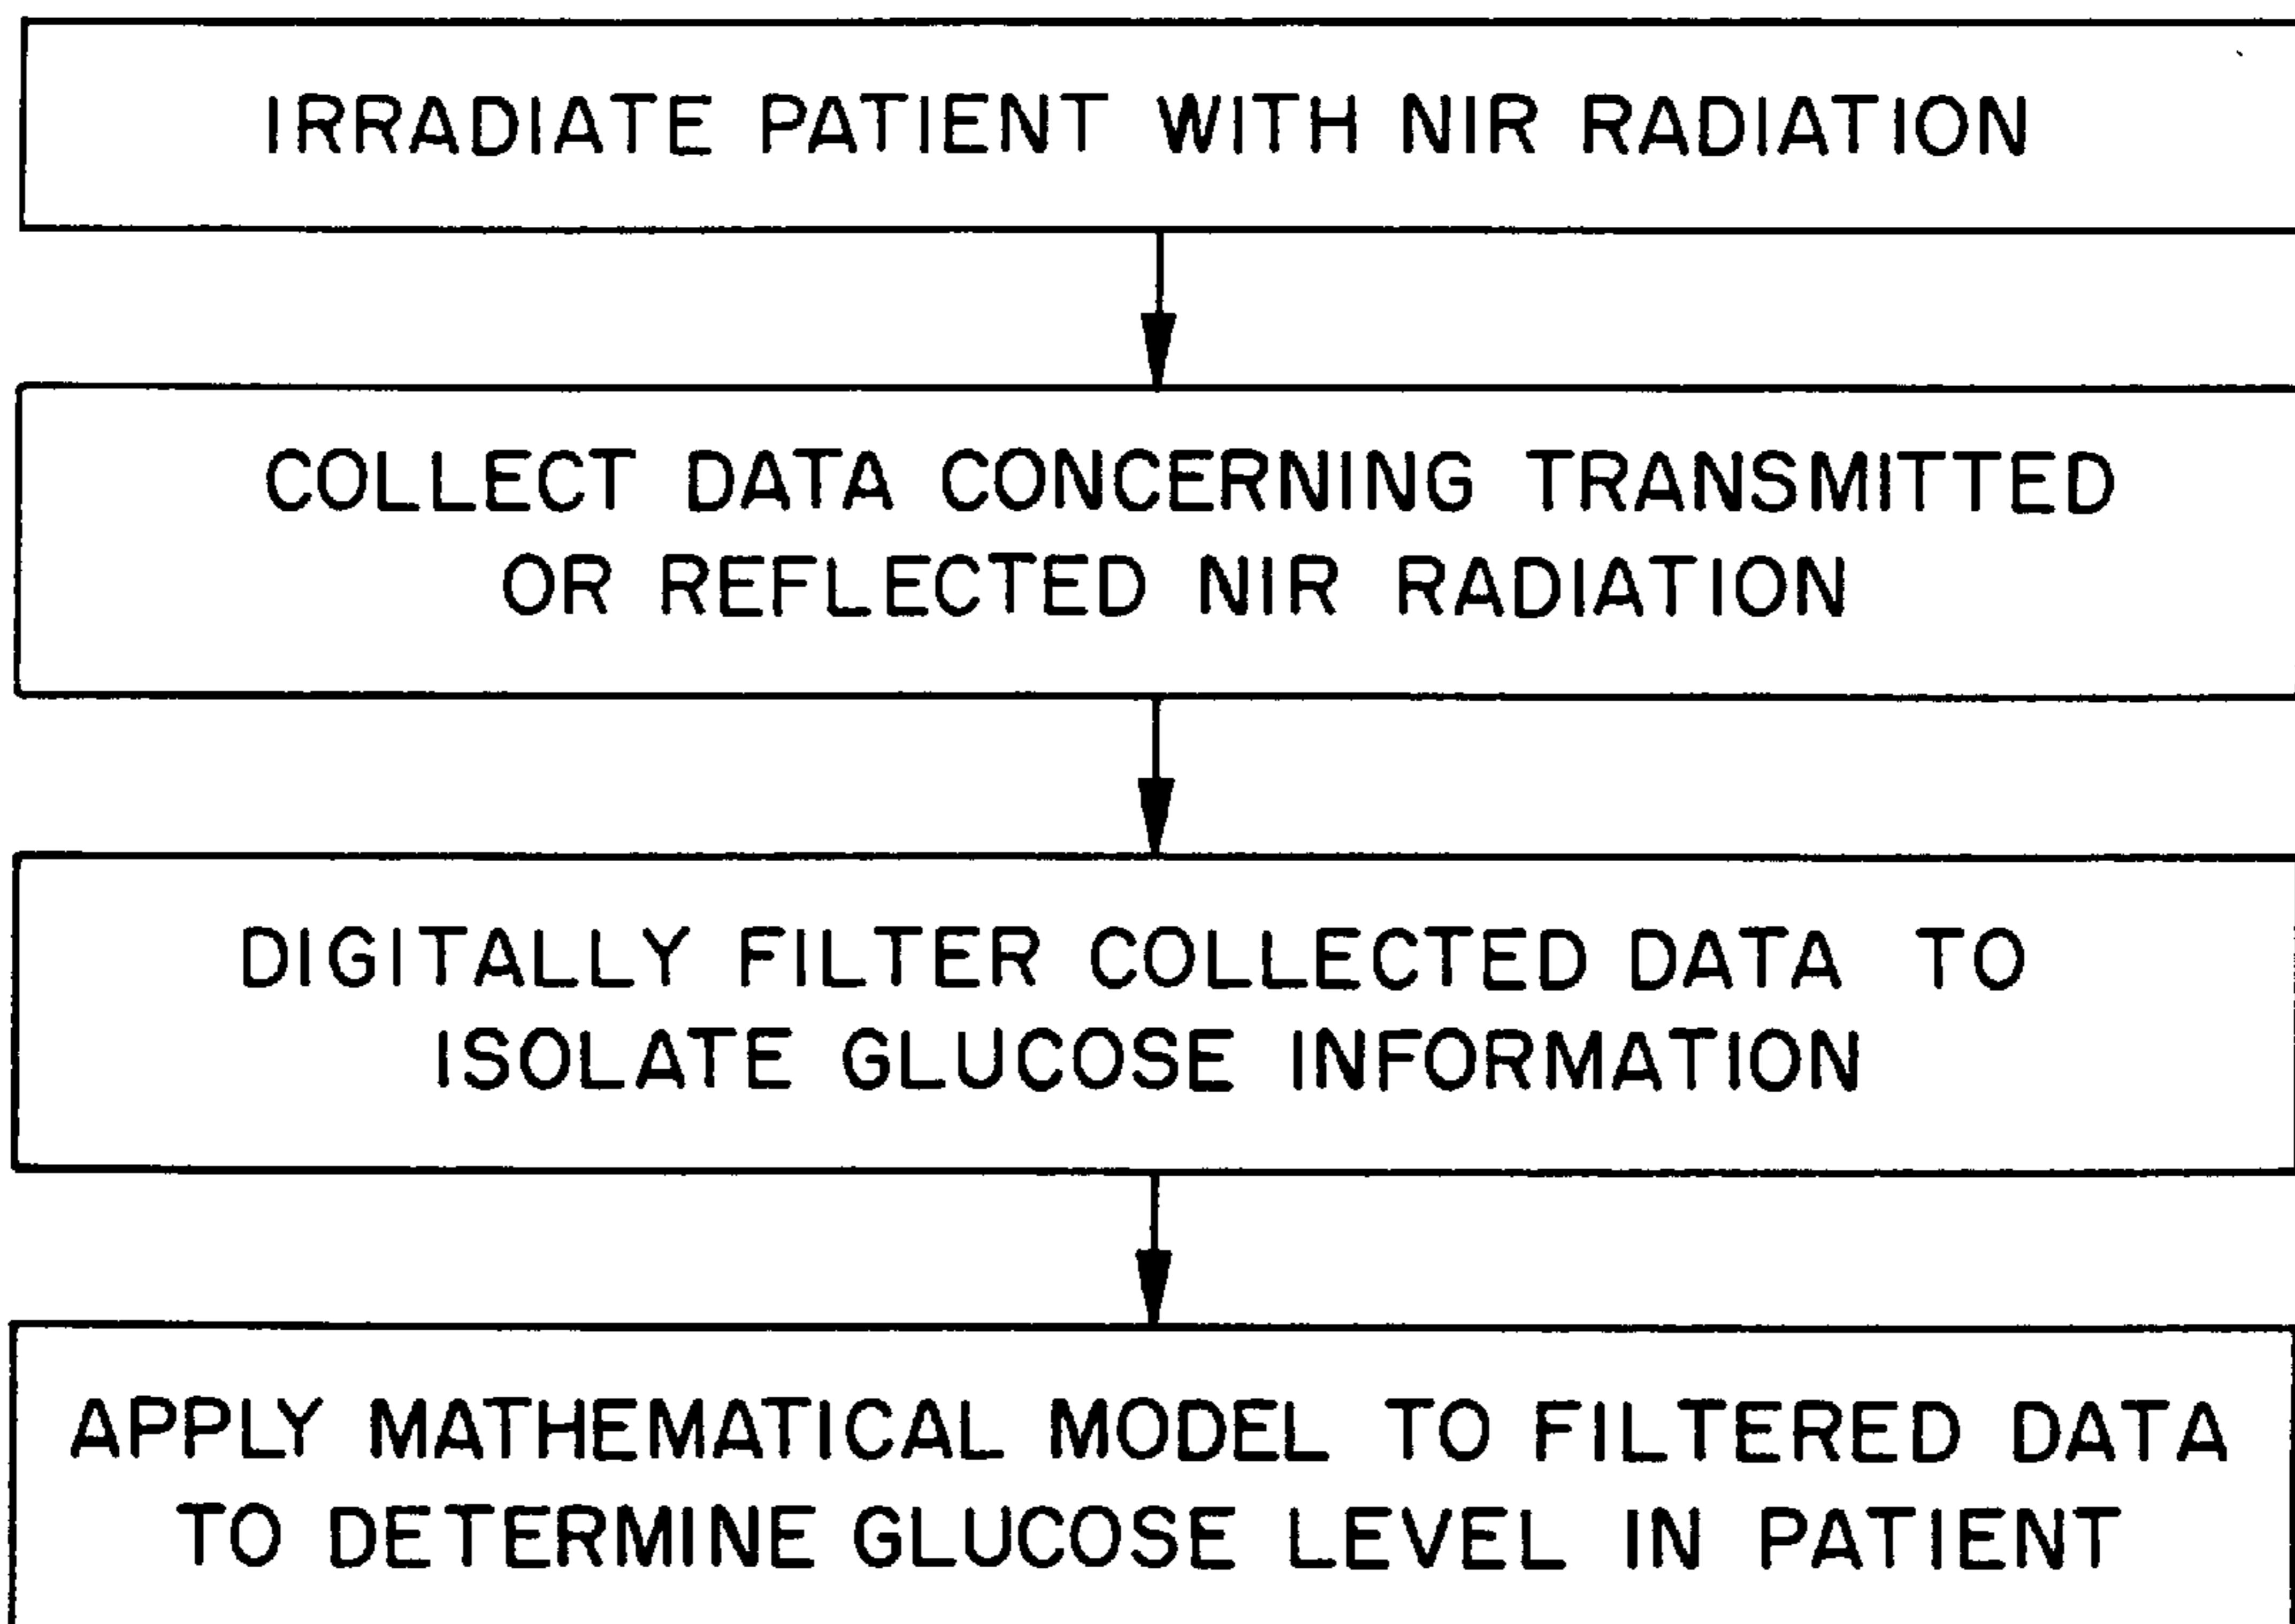 IRRADIATE PATIENT WITH NIR RADIATION
COLLECT DATA CONCERNING TRANSMITTED
OR REFLECTED NIR RADIATION
DIGITALLY FILTER COLLECTED DATA TO
ISOLATE GLUCOSE INFORMATION
APPLY MATHEMATICAL MODEL TO FILTERED DATA
TO DETERMINE GLUCOSE LEVEL IN PATIENT